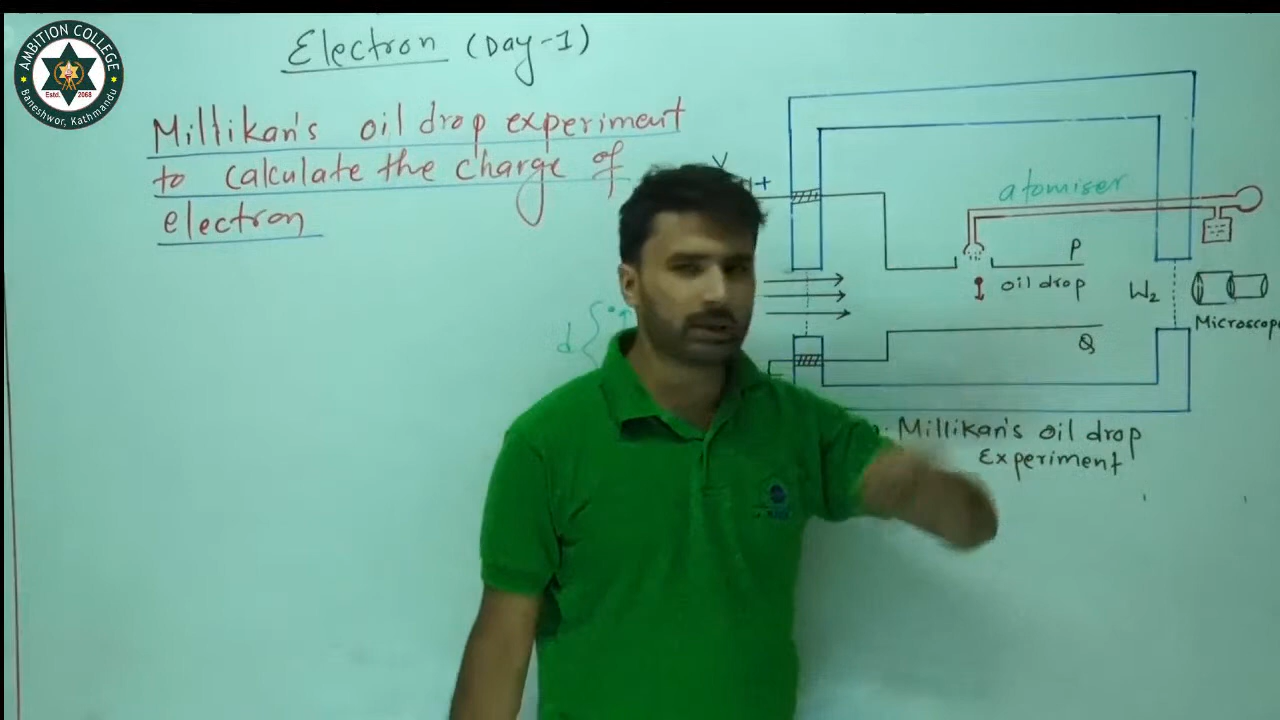 AMBITION COLLEGE
Estd. 2068
Baneshwor, Kathmandu
Electron (Day-1)
Millikan's oil drop experiment
to calculate the charge of
electron
V
+
atomiser
P
oil drop
W2
Microscope
Q
d
E
Millikan's oil drop
Experiment